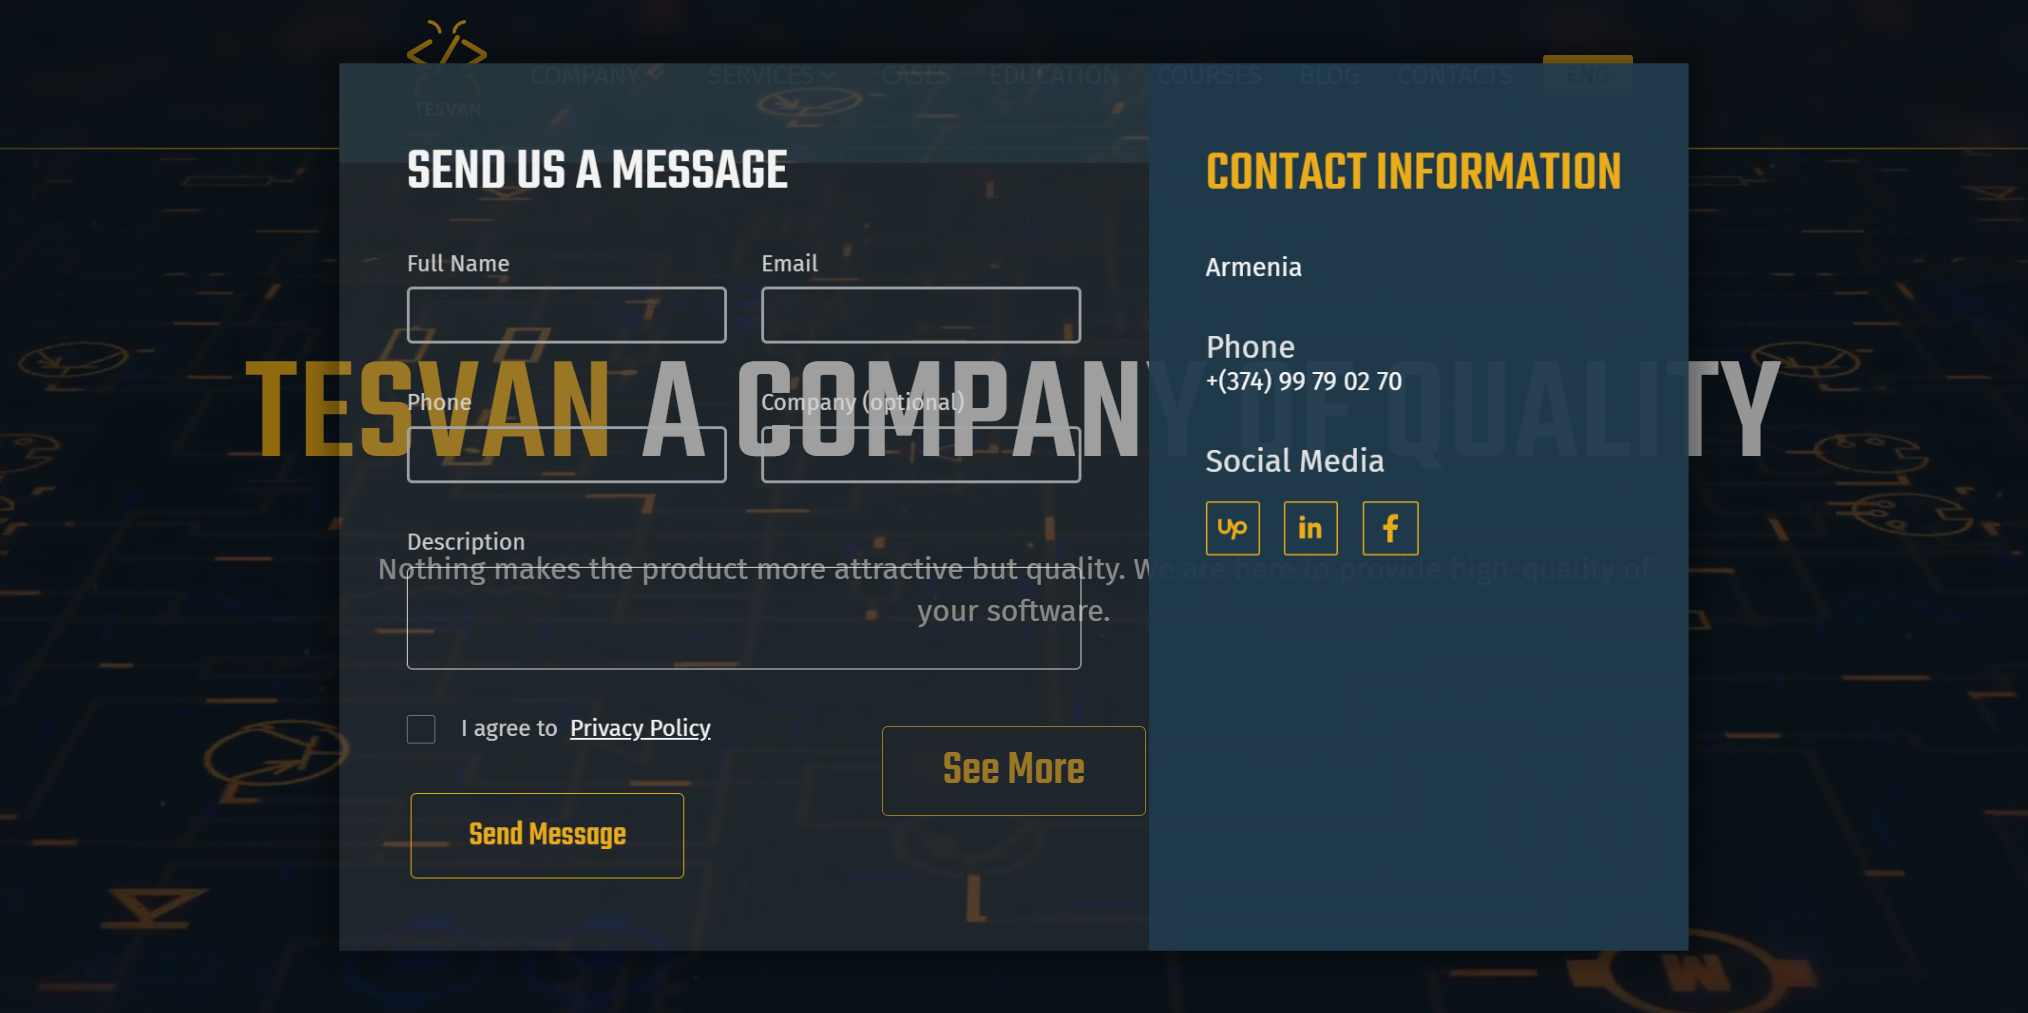 COMPANY SERVICES CASES EDUCATION COURSES BLOG CONTACTS ENG
TESVAN
SEND US A MESSAGE
Full Name
Email
Phone
Company (optional)
Description
I agree to Privacy Policy
Send Message
CONTACT INFORMATION
Armenia
Phone
+(374) 99 79 02 70
Social Media
Up
in
f
TESVAN A COMPANY OF QUALITY
Nothing makes the product more attractive but quality. We are here to provide high-quality of
your software.
See More